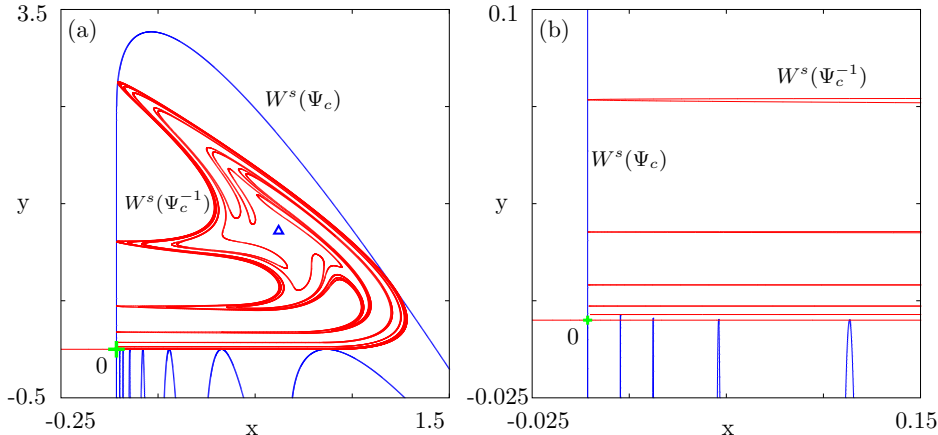 3.5 (a)
W^s(Ψ_c)
W^s(Ψ_c^{-1})
y
0
-0.5
-0.25 x 1.5
0.1 (b)
W^s(Ψ_c^{-1})
W^s(Ψ_c)
y
0
-0.025
-0.025 x 0.15